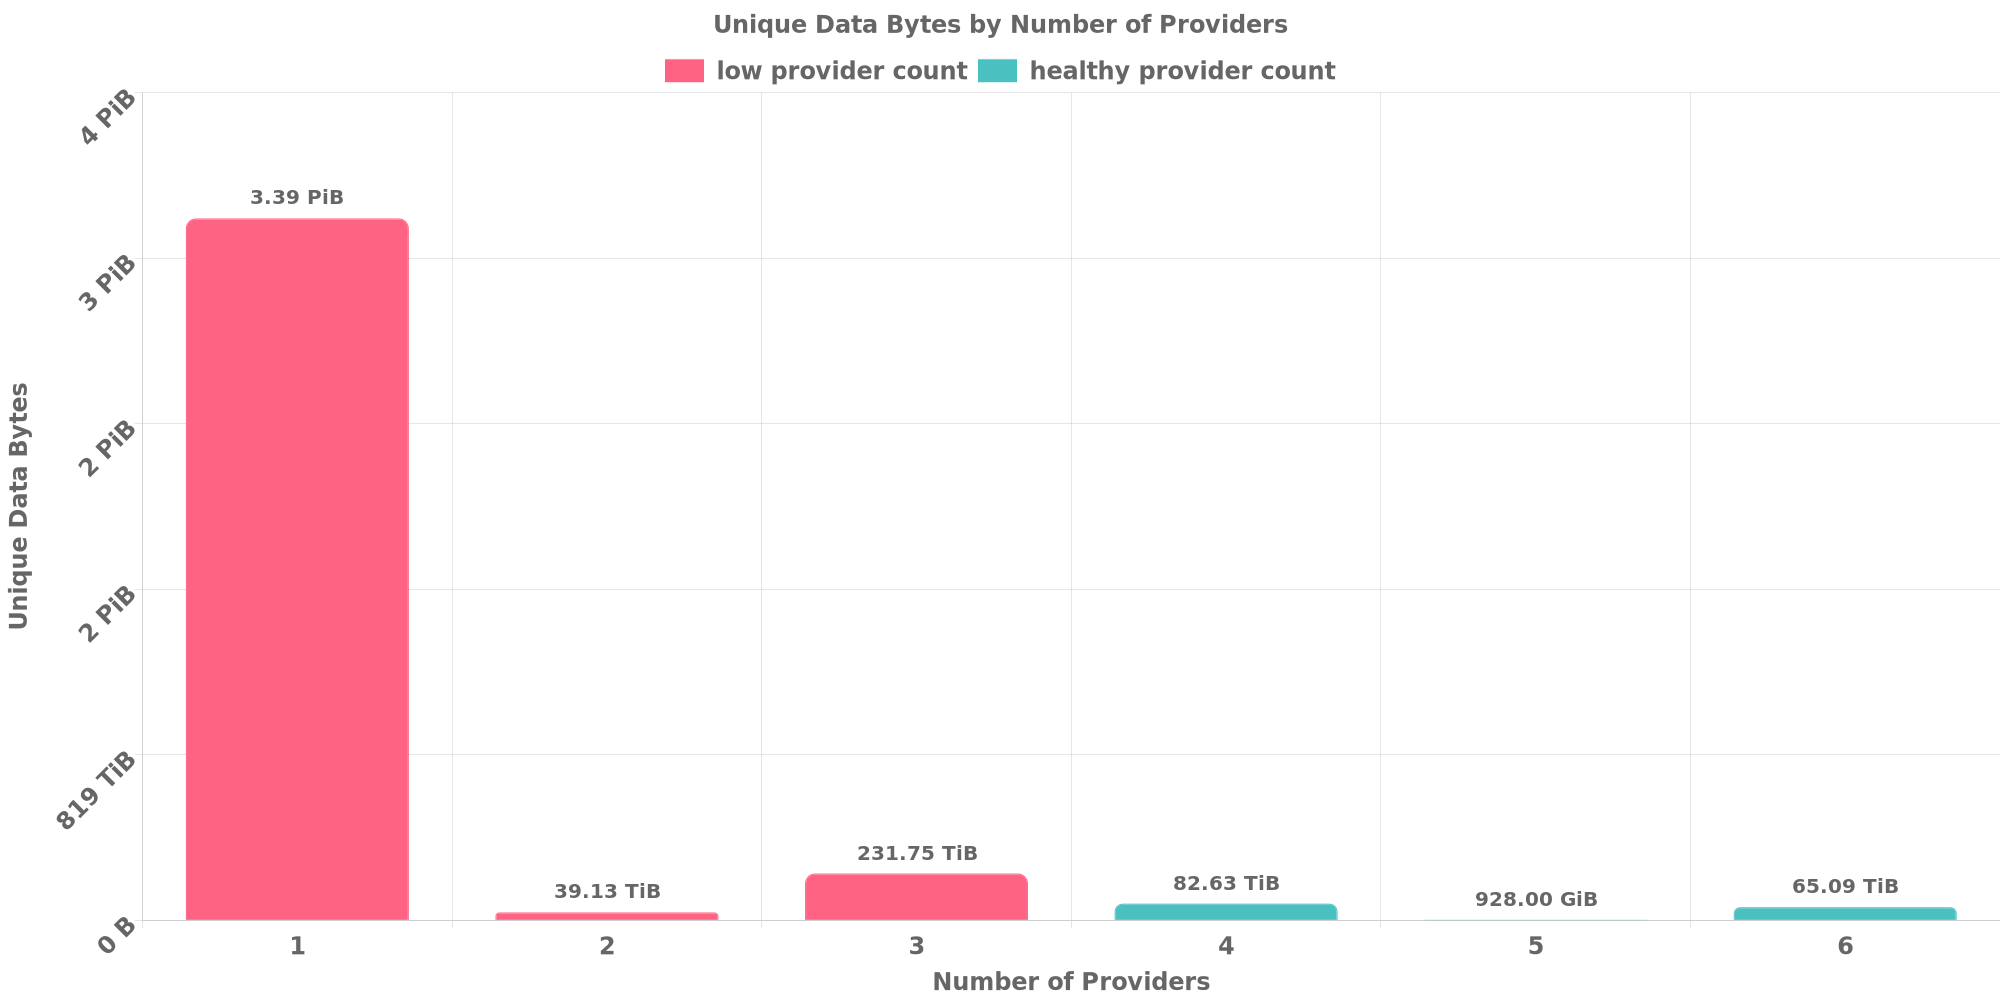 Unique Data Bytes by Number of Providers
low provider count healthy provider count
4 PiB
3 PiB
2 PiB
2 PiB
819 TiB
0 B
Unique Data Bytes
3.39 PiB
39.13 TiB
231.75 TiB
82.63 TiB
928.00 GiB
65.09 TiB
1 2 3 4 5 6
Number of Providers